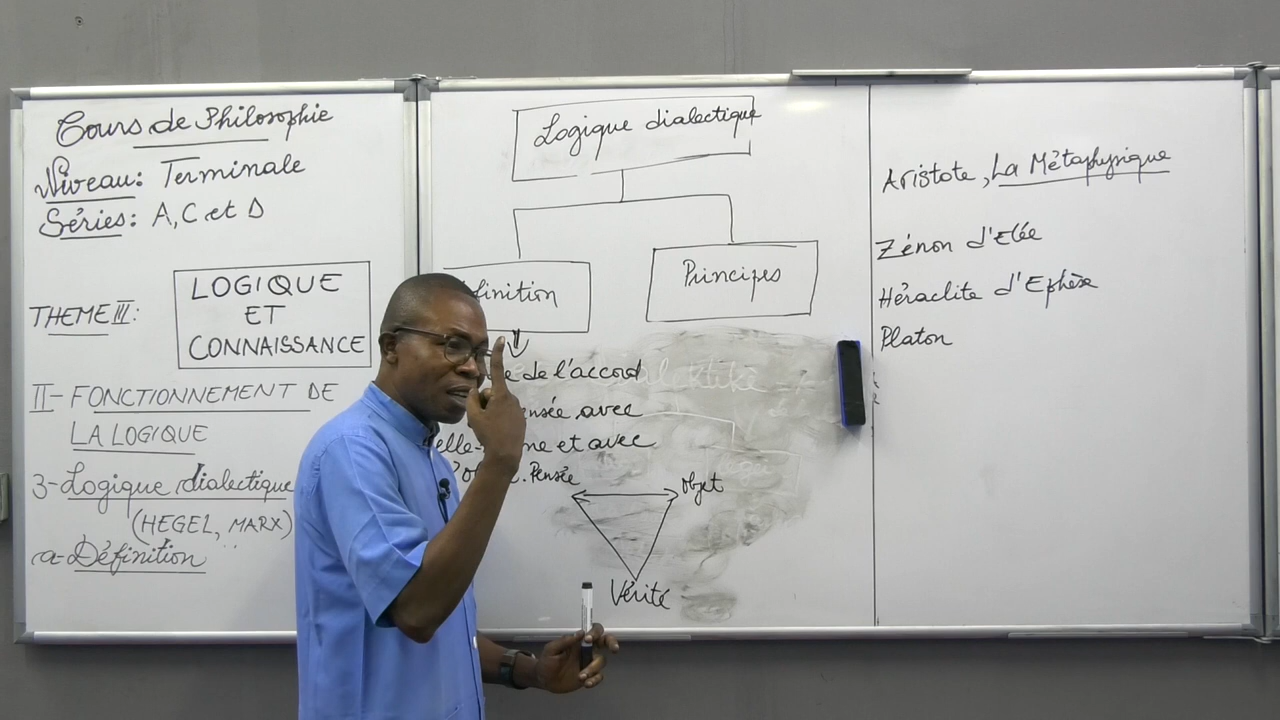 Cours de Philosophie
Niveau: Terminale
Séries: A, C et D
THEME III:
LOGIQUE
ET
CONNAISSANCE
II- FONCTIONNEMENT DE
LA LOGIQUE
3- Logique dialectique
(HEGEL, MARX)
a- Définition
Logique dialectique
finition
Principes
de l'accord
ensée avec
elle- me et avec
Pensée
objet
Vérité
Aristote, La Métaphysique
Zénon d'Elée
Héraclite d'Ephèse
Platon